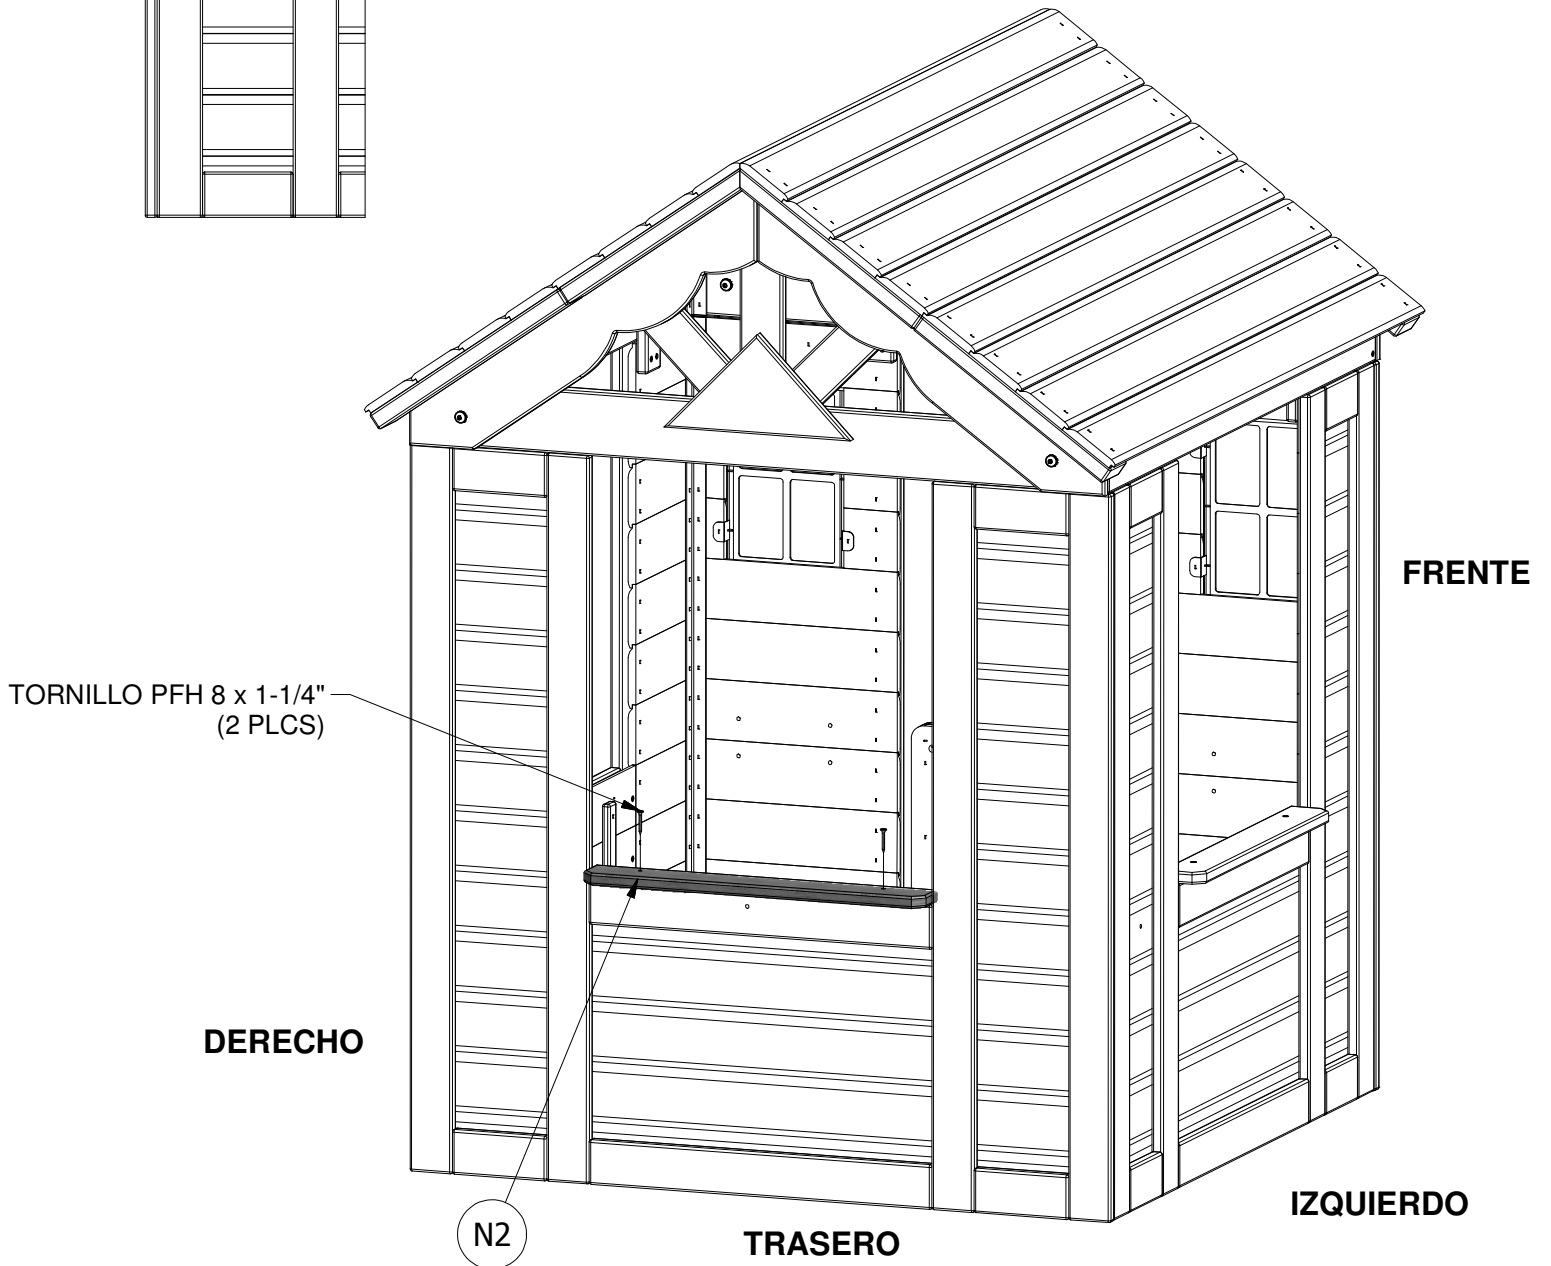 FRENTE
TORNILLO PFH 8 x 1-1/4"
(2 PLCS)
DERECHO
IZQUIERDO
N2
TRASERO